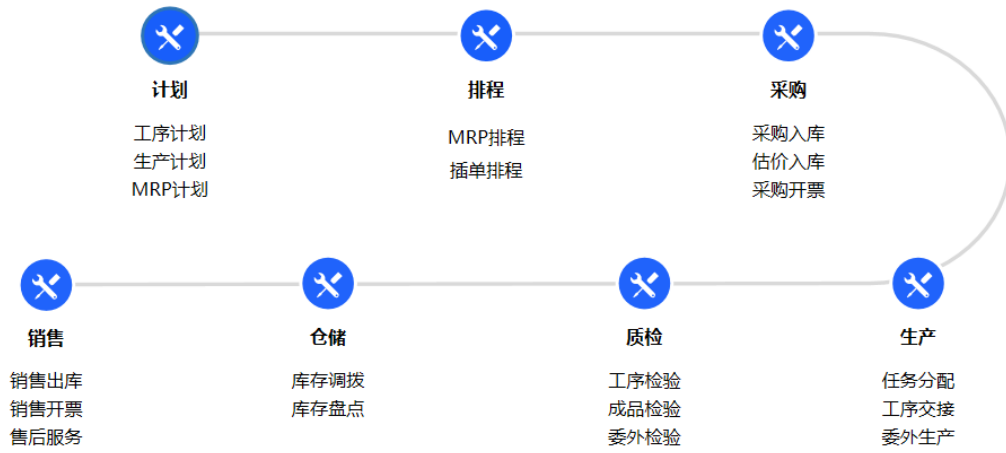 计划
工序计划
生产计划
MRP计划
排程
MRP排程
插单排程
采购
采购入库
估价入库
采购开票
销售
销售出库
销售开票
售后服务
仓储
库存调拨
库存盘点
质检
工序检验
成品检验
委外检验
生产
任务分配
工序交接
委外生产